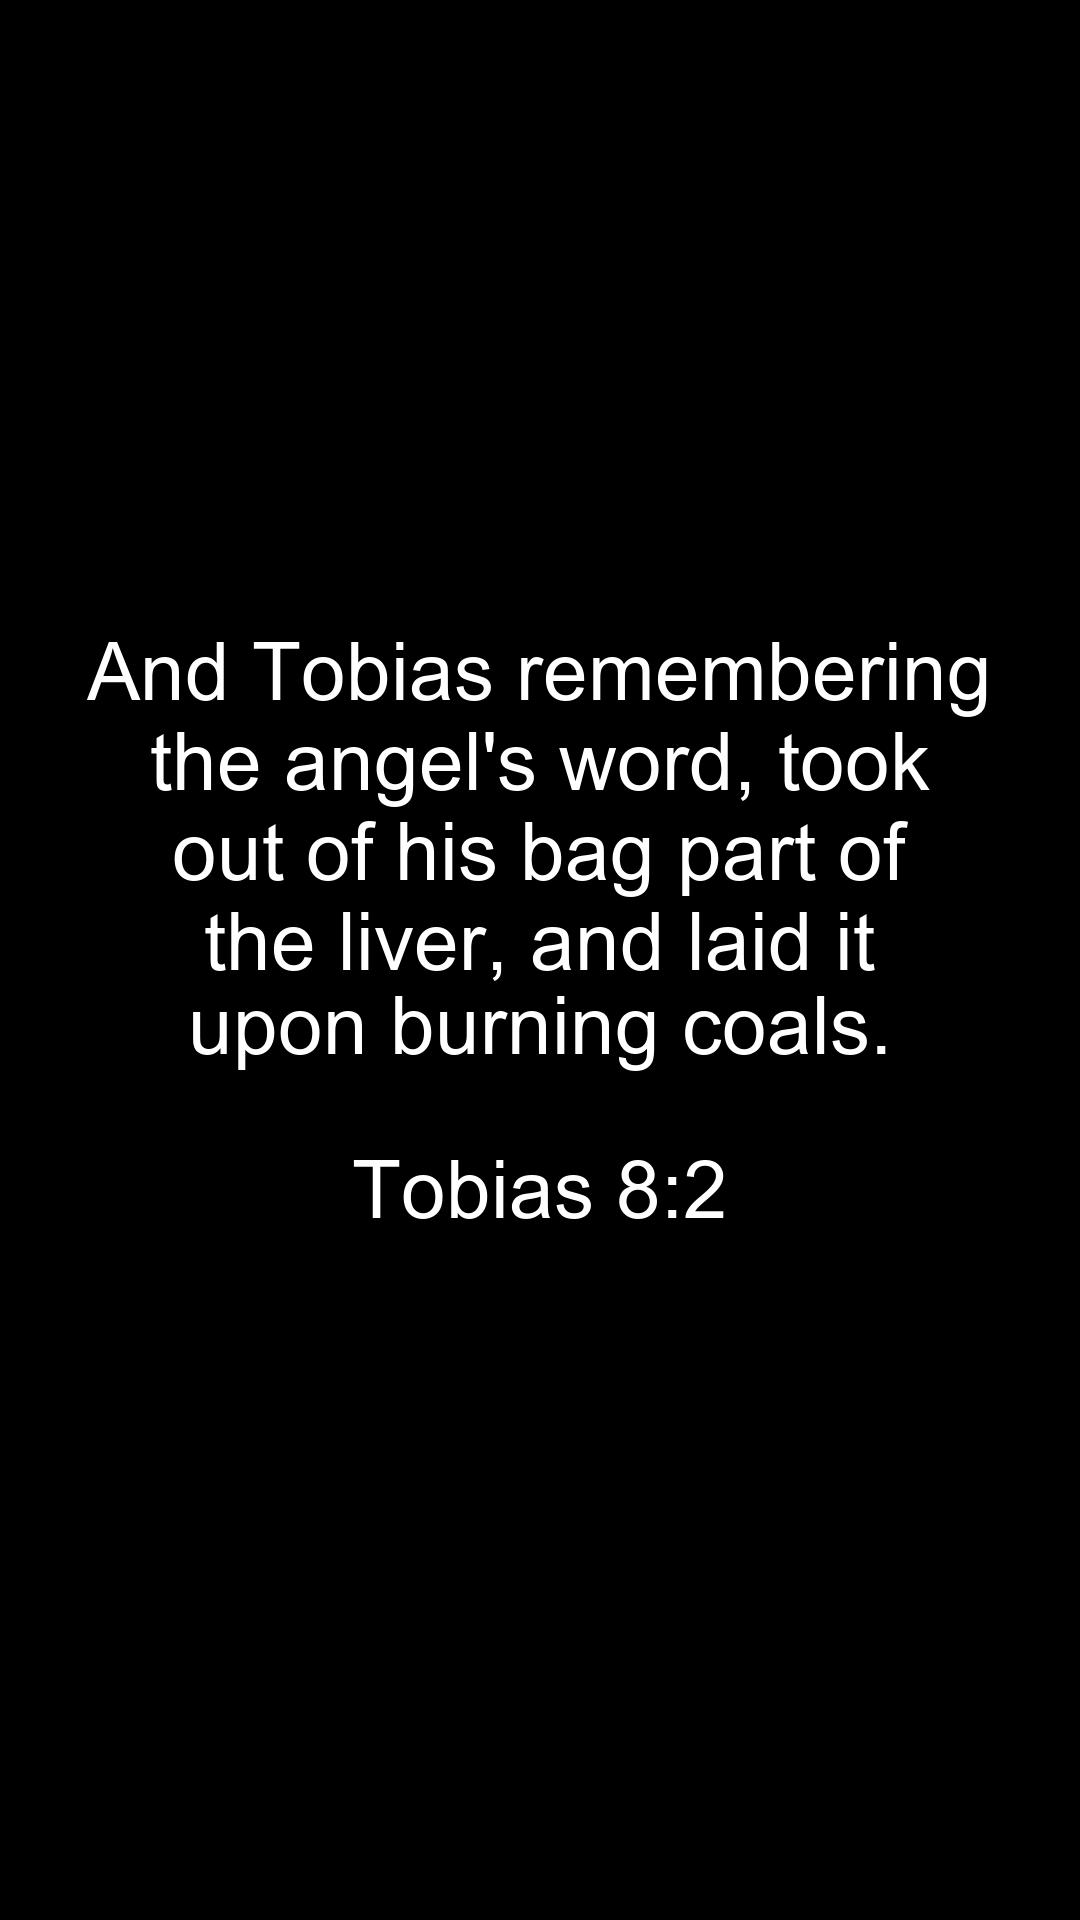 And Tobias remembering
the angel's word, took
out of his bag part of
the liver, and laid it
upon burning coals.
Tobias 8:2